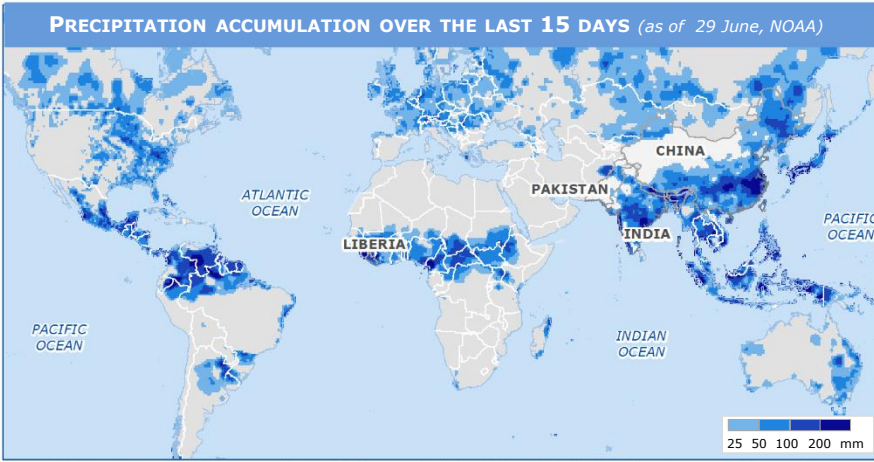 PRECIPITATION ACCUMULATION OVER THE LAST 15 DAYS (as of 29 June, NOAA)
CHINA
PAKISTAN
ATLANTIC
OCEAN
PACIFIC
OCEAN
LIBERIA
INDIA
PACIFIC
OCEAN
INDIAN
OCEAN
25 50 100 200 mm